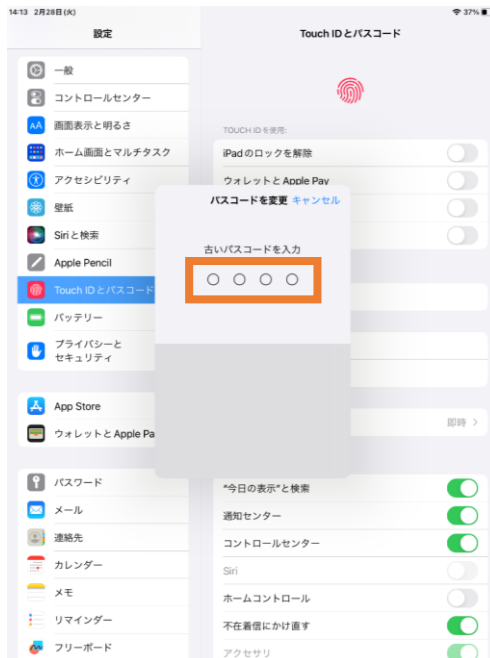 14:13 2月28日(火)
37%
設定
Touch IDとパスコード
一般
コントロールセンター
画面表示と明るさ
ホーム画面とマルチタスク
アクセシビリティ
壁紙
Siriと検索
Apple Pencil
Touch IDとパスコード
バッテリー
プライバシーと
セキュリティ
App Store
ウォレットとApple Pa
パスワード
メール
連絡先
カレンダー
メモ
リマインダー
フリーボード
TOUCH IDを使用:
iPadのロックを解除
ウォレットとApple Pay
パスコードを変更 キャンセル
古いパスコードを入力
即時
"今日の表示"と検索
通知センター
コントロールセンター
Siri
ホームコントロール
不在着信にかけ直す
アクセサリ